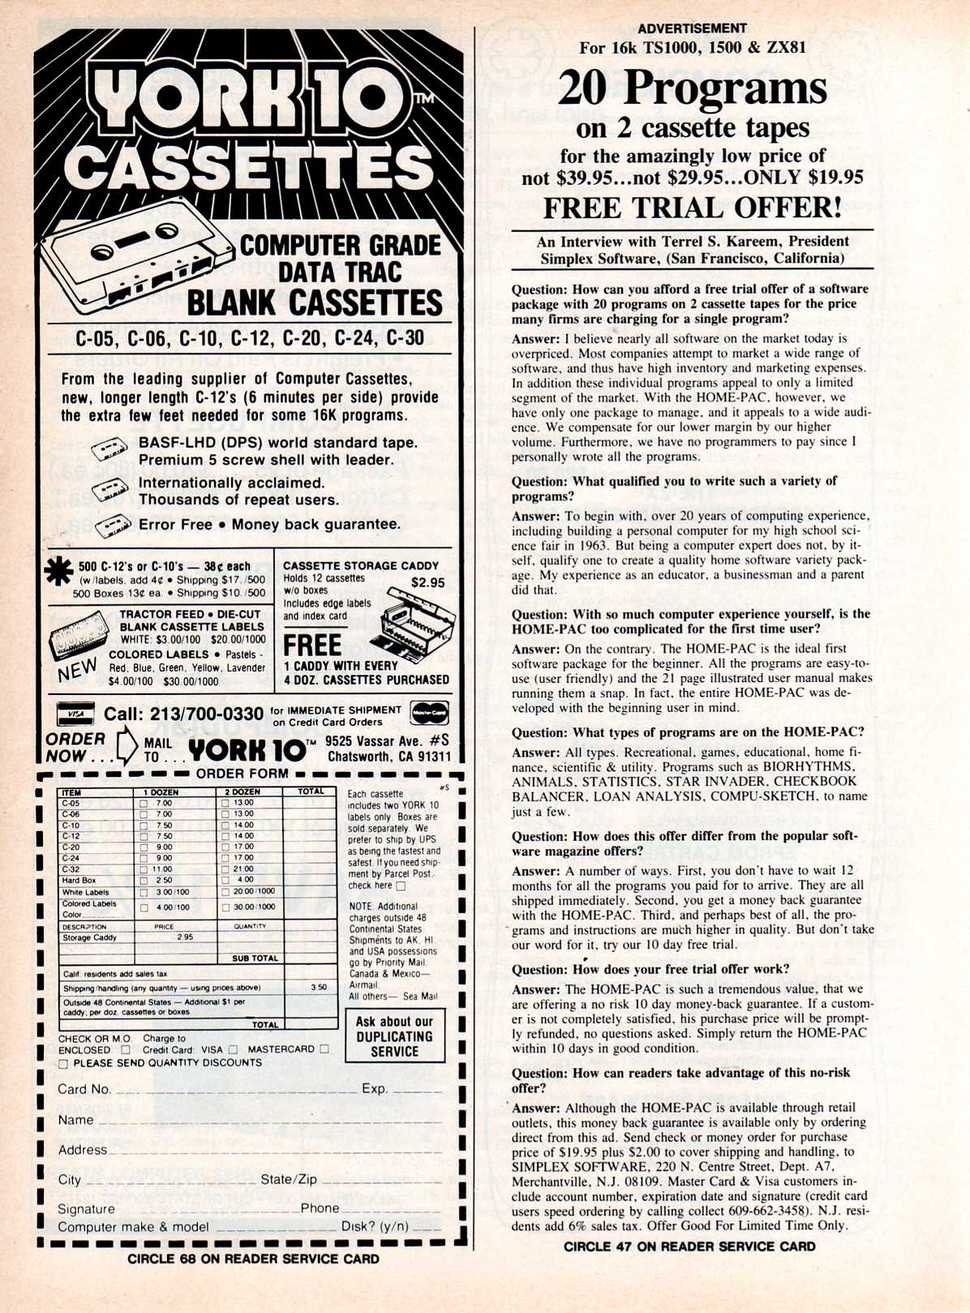 YORK 10™
CASSETTES
COMPUTER GRADE
DATA TRAC
BLANK CASSETTES
C-05, C-06, C-10, C-12, C-20, C-24, C-30
From the leading supplier of Computer Cassettes,
new, longer length C-12's (6 minutes per side) provide
the extra few feet needed for some 16K programs.
BASF-LHD (DPS) world standard tape.
Premium 5 screw shell with leader.
Internationally acclaimed.
Thousands of repeat users.
Error Free • Money back guarantee.
500 C-12's or C-10's — 38¢ each
(w/labels, add 4¢ • Shipping $17./500
500 Boxes 13¢ ea. • Shipping $10./500
TRACTOR FEED • DIE-CUT
BLANK CASSETTE LABELS
WHITE: $3.00/100 $20.00/1000
COLORED LABELS • Pastels -
Red, Blue, Green, Yellow, Lavender
$4.00/100 $30.00/1000
NEW
CASSETTE STORAGE CADDY
Holds 12 cassettes
w/o boxes
Includes edge labels
and index card
$2.95
FREE
1 CADDY WITH EVERY
4 DOZ. CASSETTES PURCHASED
VISA
Call: 213/700-0330 for IMMEDIATE SHIPMENT
on Credit Card Orders
MasterCard
ORDER
NOW...
MAIL
TO...
YORK 10™
9525 Vassar Ave. #S
Chatsworth, CA 91311
ORDER FORM
#S
ITEM 1 DOZEN 2 DOZEN TOTAL
C-05 □ 7.00 □ 13.00
C-06 □ 7.00 □ 13.00
C-10 □ 7.50 □ 14.00
C-12 □ 7.50 □ 14.00
C-20 □ 9.00 □ 17.00
C-24 □ 9.00 □ 17.00
C-32 □ 11.00 □ 21.00
Hard Box □ 2.50 □ 4.00
White Labels □ 3.00/100 □ 20.00/1000
Colored Labels
Color □ 4.00/100 □ 30.00/1000
DESCRIPTION PRICE QUANTITY
Storage Caddy 2.95
SUB TOTAL
Calif. residents add sales tax
Shipping/handling (any quantity — using prices above) 3.50
Outside 48 Continental States — Additional $1 per
caddy; per doz. cassettes or boxes
TOTAL
Each cassette
includes two YORK 10
labels only. Boxes are
sold separately. We
prefer to ship by UPS
as being the fastest and
safest. If you need ship-
ment by Parcel Post,
check here □
NOTE: Additional
charges outside 48
Continental States
Shipments to AK, HI,
and USA possessions
go by Priority Mail.
Canada & Mexico—
Airmail.
All others— Sea Mail
Ask about our
DUPLICATING
SERVICE
CHECK OR M.O. Charge to
ENCLOSED □ Credit Card: VISA □ MASTERCARD □
□ PLEASE SEND QUANTITY DISCOUNTS
Card No. Exp.
Name
Address
City State/Zip
Signature Phone
Computer make & model Disk? (y/n)
CIRCLE 68 ON READER SERVICE CARD
ADVERTISEMENT
For 16k TS1000, 1500 & ZX81
20 Programs
on 2 cassette tapes
for the amazingly low price of
not $39.95...not $29.95...ONLY $19.95
FREE TRIAL OFFER!
An Interview with Terrel S. Kareem, President
Simplex Software, (San Francisco, California)
Question: How can you afford a free trial offer of a software
package with 20 programs on 2 cassette tapes for the price
many firms are charging for a single program?
Answer: I believe nearly all software on the market today is
overpriced. Most companies attempt to market a wide range of
software, and thus have high inventory and marketing expenses.
In addition these individual programs appeal to only a limited
segment of the market. With the HOME-PAC, however, we
have only one package to manage, and it appeals to a wide audi-
ence. We compensate for our lower margin by our higher
volume. Furthermore, we have no programmers to pay since I
personally wrote all the programs.
Question: What qualified you to write such a variety of
programs?
Answer: To begin with, over 20 years of computing experience,
including building a personal computer for my high school sci-
ence fair in 1963. But being a computer expert does not, by it-
self, qualify one to create a quality home software variety pack-
age. My experience as an educator, a businessman and a parent
did that.
Question: With so much computer experience yourself, is the
HOME-PAC too complicated for the first time user?
Answer: On the contrary. The HOME-PAC is the ideal first
software package for the beginner. All the programs are easy-to-
use (user friendly) and the 21 page illustrated user manual makes
running them a snap. In fact, the entire HOME-PAC was de-
veloped with the beginning user in mind.
Question: What types of programs are on the HOME-PAC?
Answer: All types. Recreational, games, educational, home fi-
nance, scientific & utility. Programs such as BIORHYTHMS,
ANIMALS, STATISTICS, STAR INVADER, CHECKBOOK
BALANCER, LOAN ANALYSIS, COMPU-SKETCH, to name
just a few.
Question: How does this offer differ from the popular soft-
ware magazine offers?
Answer: A number of ways. First, you don't have to wait 12
months for all the programs you paid for to arrive. They are all
shipped immediately. Second, you get a money back guarantee
with the HOME-PAC. Third, and perhaps best of all, the pro-
grams and instructions are much higher in quality. But don't take
our word for it, try our 10 day free trial.
Question: How does your free trial offer work?
Answer: The HOME-PAC is such a tremendous value, that we
are offering a no risk 10 day money-back guarantee. If a custom-
er is not completely satisfied, his purchase price will be prompt-
ly refunded, no questions asked. Simply return the HOME-PAC
within 10 days in good condition.
Question: How can readers take advantage of this no-risk
offer?
Answer: Although the HOME-PAC is available through retail
outlets, this money back guarantee is available only by ordering
direct from this ad. Send check or money order for purchase
price of $19.95 plus $2.00 to cover shipping and handling, to
SIMPLEX SOFTWARE, 220 N. Centre Street, Dept. A7,
Merchantville, N.J. 08109. Master Card & Visa customers in-
clude account number, expiration date and signature (credit card
users speed ordering by calling collect 609-662-3458). N.J. resi-
dents add 6% sales tax. Offer Good For Limited Time Only.
CIRCLE 47 ON READER SERVICE CARD